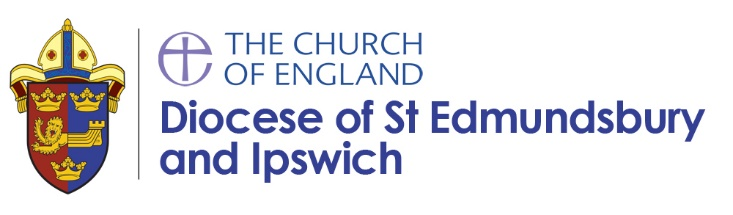 THE CHURCH
OF ENGLAND
Diocese of St Edmundsbury
and Ipswich